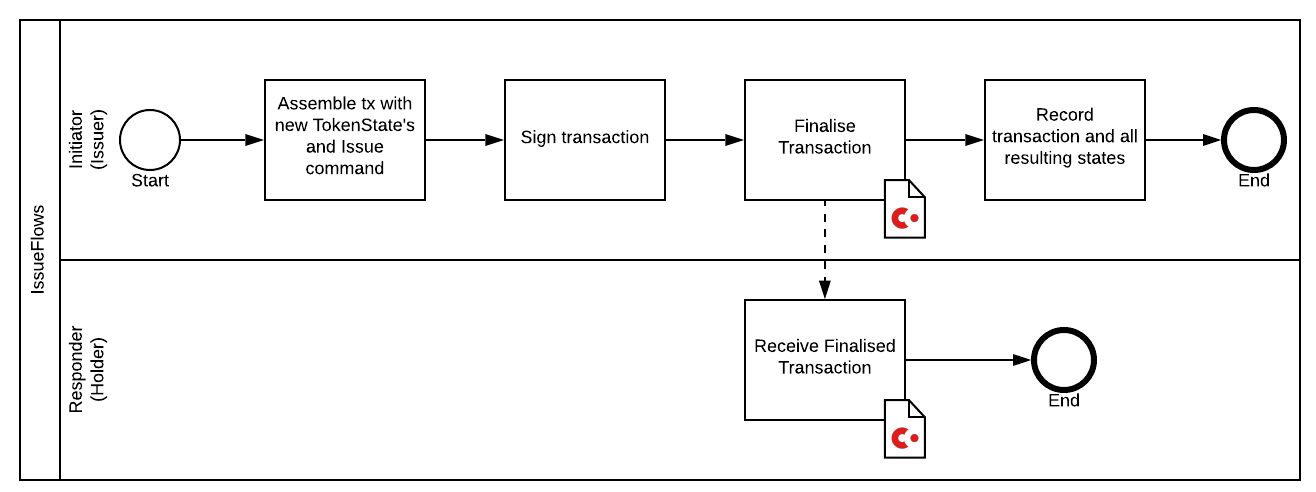 IssueFlows
Initiator
(Issuer)
Start
Assemble tx with
new TokenState's
and Issue
command
Sign transaction
Finalise
Transaction
Record
transaction and all
resulting states
End
Responder
(Holder)
Receive Finalised
Transaction
End